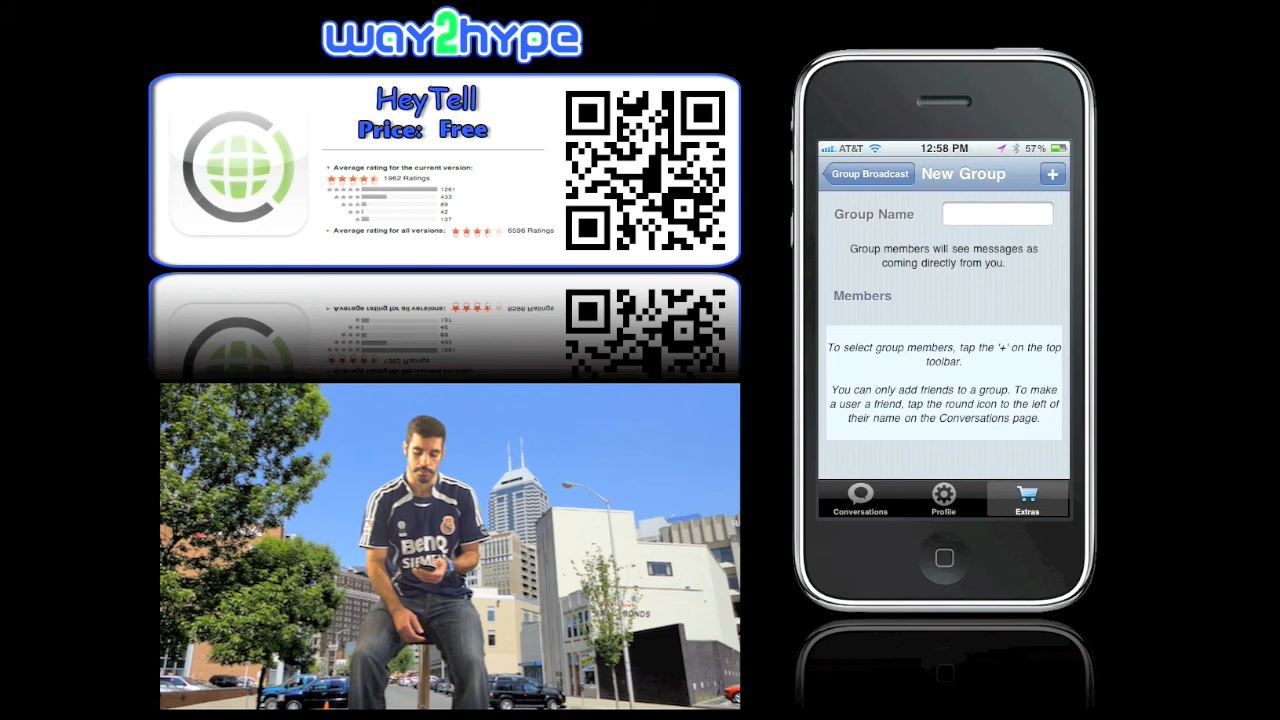 way2hype
HeyTell
Price: Free
Average rating for the current version:
1962 Ratings
1261
433
89
42
137
Average rating for all versions: 6596 Ratings
AT&T 12:58 PM 57%
Group Broadcast New Group +
Group Name
Group members will see messages as
coming directly from you.
Members
To select group members, tap the '+' on the top
toolbar.
You can only add friends to a group. To make
a user a friend, tap the round icon to the left of
their name on the Conversations page.
Conversations Profile Extras
BenQ
SIEMENS
BONDS